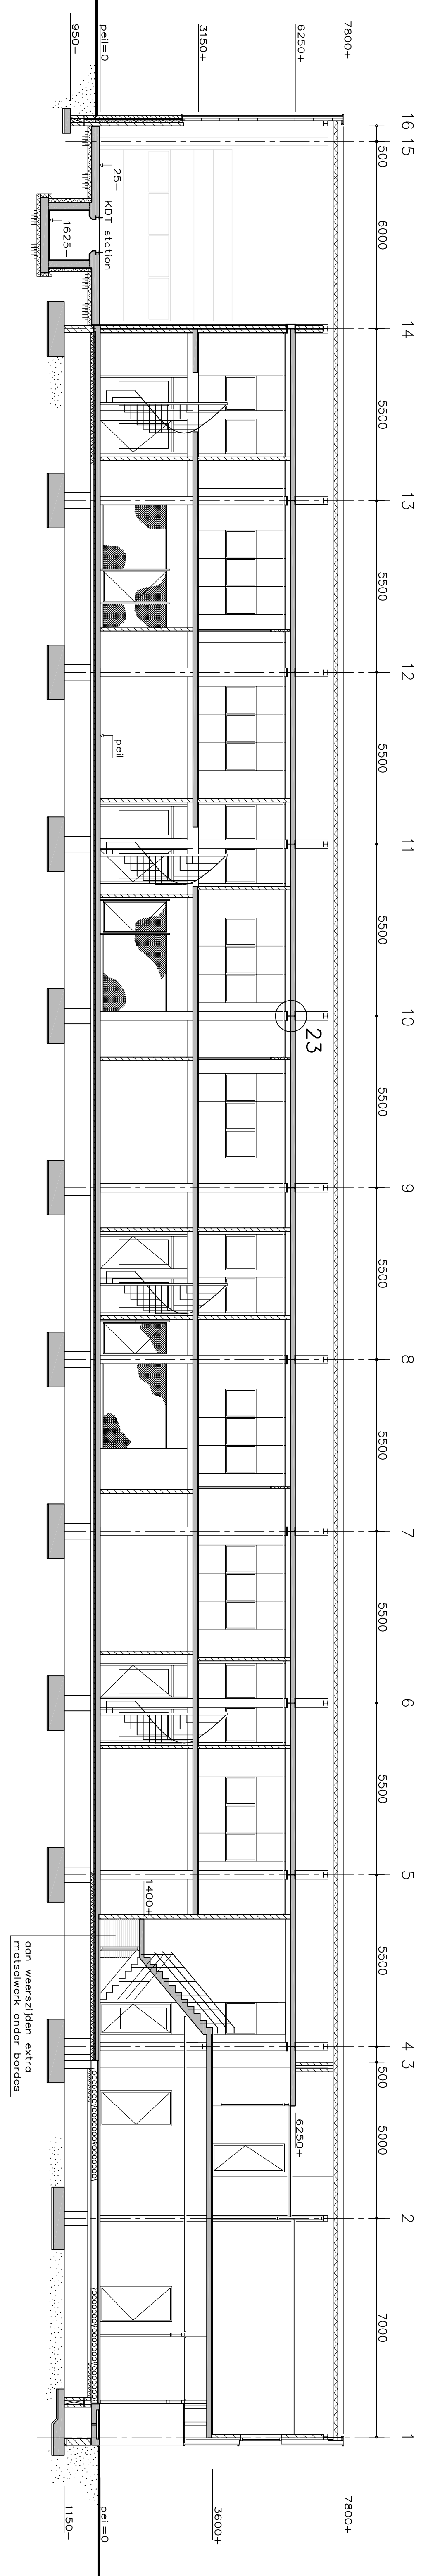 16 15 14 13 12 11 10 9 8 7 6 5 4 3 2 1
500 6000 5500 5500 5500 5500 5500 5500 5500 5500 5500 5500 500 5000 7000
7800+ 7800+
6250+ 23 6250+
3600+
3150+
1400+
25- peil
KDT station
peil=0 peil=0
1625-
950- 1150-
aan weerszijden extra
metselwerk onder bordes